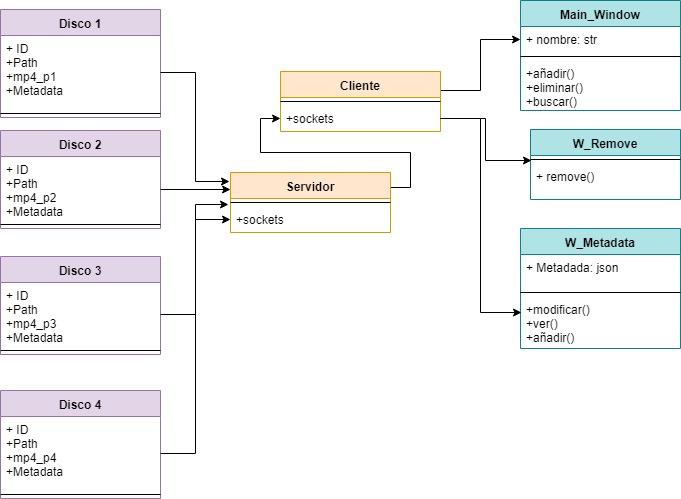 Disco 1
+ ID
+Path
+mp4_p1
+Metadata
Disco 2
+ ID
+Path
+mp4_p2
+Metadata
Disco 3
+ ID
+Path
+mp4_p3
+Metadata
Disco 4
+ ID
+Path
+mp4_p4
+Metadata
Cliente
+sockets
Servidor
+sockets
Main_Window
+ nombre: str
+añadir()
+eliminar()
+buscar()
W_Remove
+ remove()
W_Metadata
+ Metadada: json
+modificar()
+ver()
+añadir()